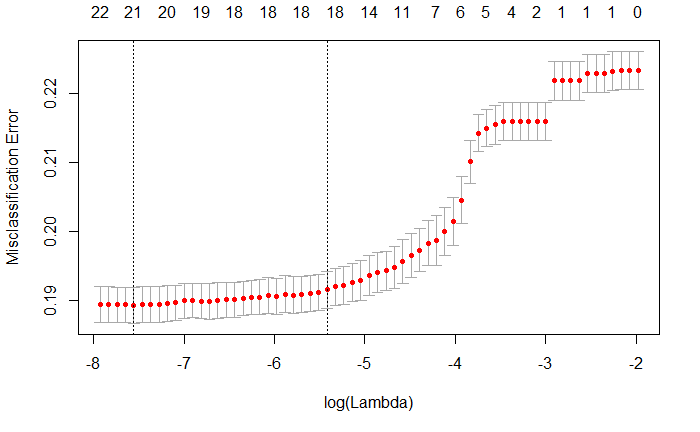 22 21 20 19 18 18 18 18 14 11 7 6 5 4 2 1 1 1 0
Misclassification Error
0.22
0.21
0.20
0.19
-8 -7 -6 -5 -4 -3 -2
log(Lambda)